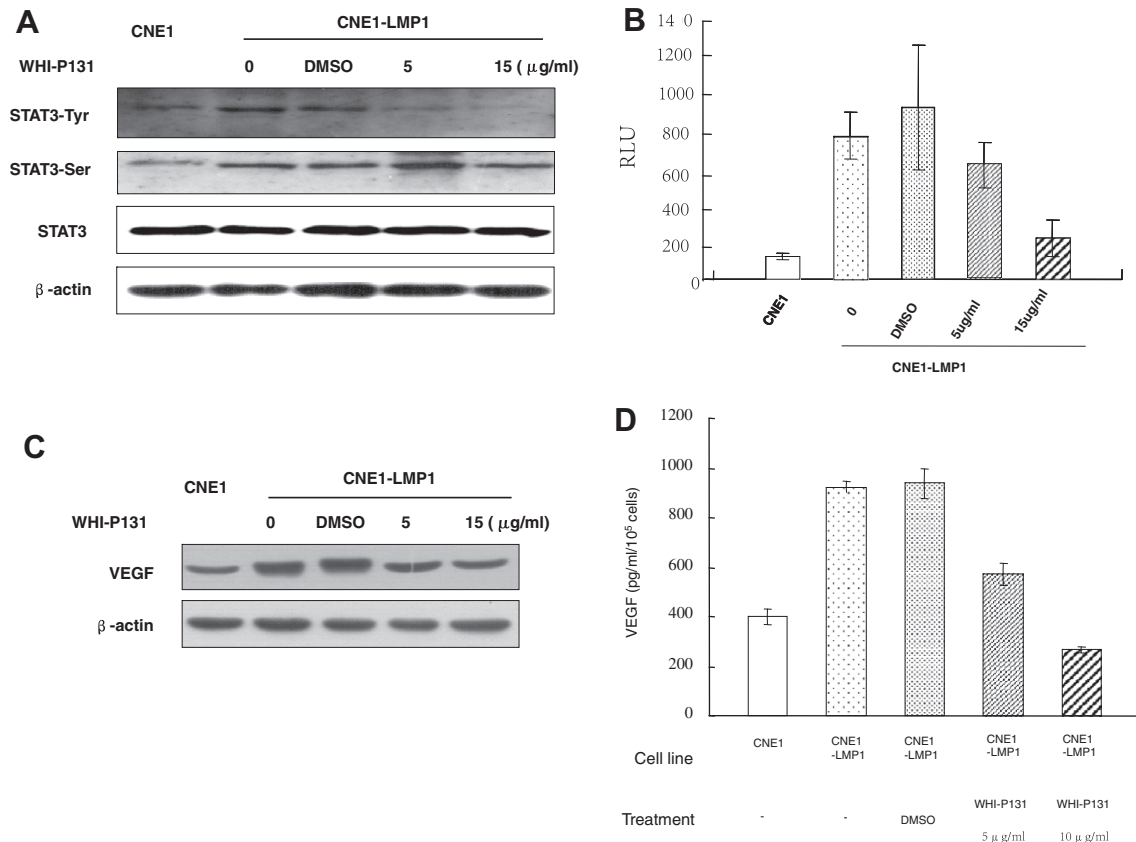 A
CNE1
CNE1-LMP1
WHI-P131
0 DMSO 5 15 ( μg/ml)
STAT3-Tyr
STAT3-Ser
STAT3
β-actin
B
14 0
1200
1000
800
600
400
200
0
RLU
CNE1
0
DMSO
5ug/ml
15ug/ml
CNE1-LMP1
C
CNE1
CNE1-LMP1
WHI-P131
0 DMSO 5 15 ( μg/ml)
VEGF
β-actin
D
1200
1000
800
600
400
200
0
VEGF (pg/ml/10⁵ cells)
Cell line
CNE1
CNE1
-LMP1
CNE1
-LMP1
CNE1
-LMP1
CNE1
-LMP1
Treatment
- - DMSO
WHI-P131
5 μg/ml
WHI-P131
10 μg/ml